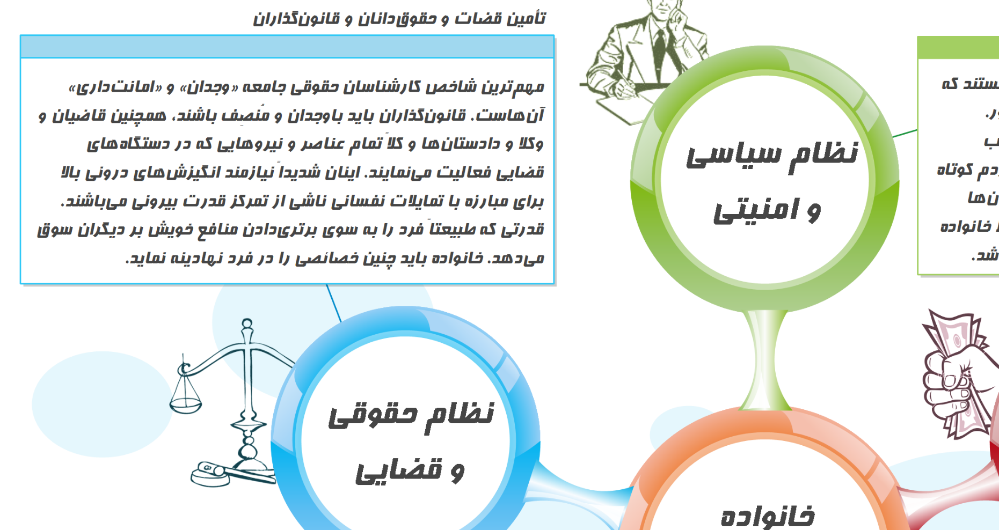 تأمین قضات و حقوق‌دانان و قانون‌گذاران
مهم‌ترین شاخص کارشناسان حقوقی جامعه «وجدان» و «امانت‌داری»
آن‌هاست. قانون‌گذاران باید باوجدان و مُنصِف باشند، همچنین قاضیان و
وکلا و دادستان‌ها و کلاً تمام عناصر و نیروهایی که در دستگاه‌های
قضایی فعالیت می‌نمایند. اینان شدیداً نیازمند انگیزش‌های درونی بالا
برای مبارزه با تمایلات نفسانی ناشی از تمرکز قدرت بیرونی می‌باشند.
قدرتی که طبیعتاً فرد را به سوی برتری‌دادن منافع خویش بر دیگران سوق
می‌دهد. خانواده باید چنین خصائصی را در فرد نهادینه نماید.
نظام سیاسی
و امنیتی
که
کوتاه
خانواده
نظام حقوقی
و قضایی
خانواده